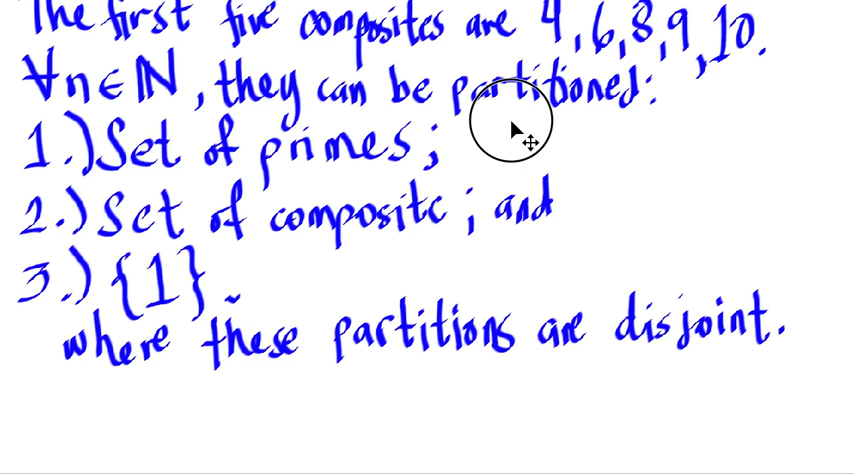 The first five composites are 4, 6, 8, 9, 10.
∀n∈ℕ, they can be partitioned:
1.) Set of primes;
2.) Set of composite; and
3.) {1}.
where these partitions are disjoint.